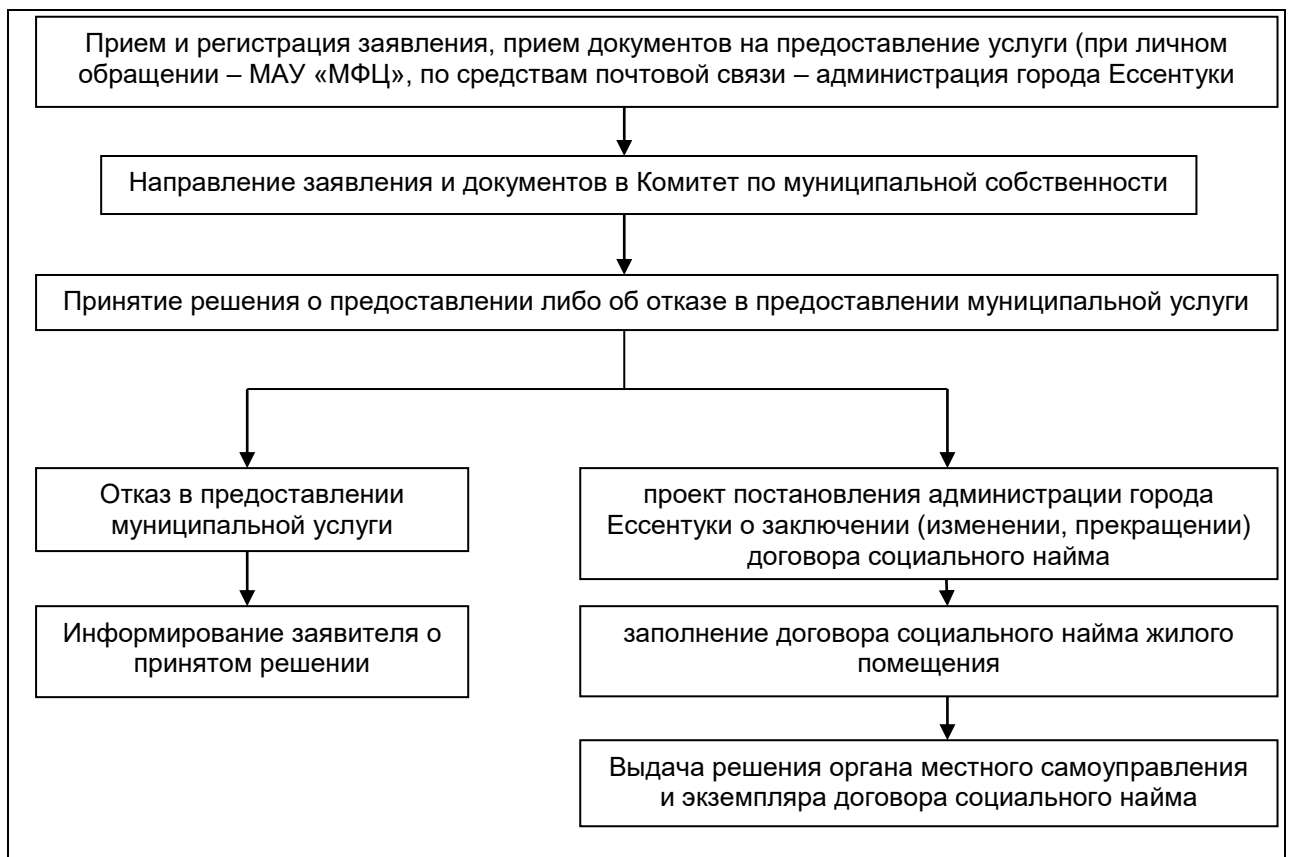 Прием и регистрация заявления, прием документов на предоставление услуги (при личном
обращении – МАУ «МФЦ», по средствам почтовой связи – администрация города Ессентуки
Направление заявления и документов в Комитет по муниципальной собственности
Принятие решения о предоставлении либо об отказе в предоставлении муниципальной услуги
Отказ в предоставлении
муниципальной услуги
Информирование заявителя о
принятом решении
проект постановления администрации города
Ессентуки о заключении (изменении, прекращении)
договора социального найма
заполнение договора социального найма жилого
помещения
Выдача решения органа местного самоуправления
и экземпляра договора социального найма